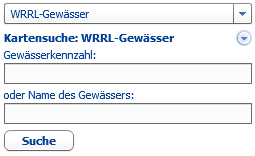 WRRL-Gewässer
Kartensuche: WRRL-Gewässer
Gewässerkennzahl:
oder Name des Gewässers:
Suche